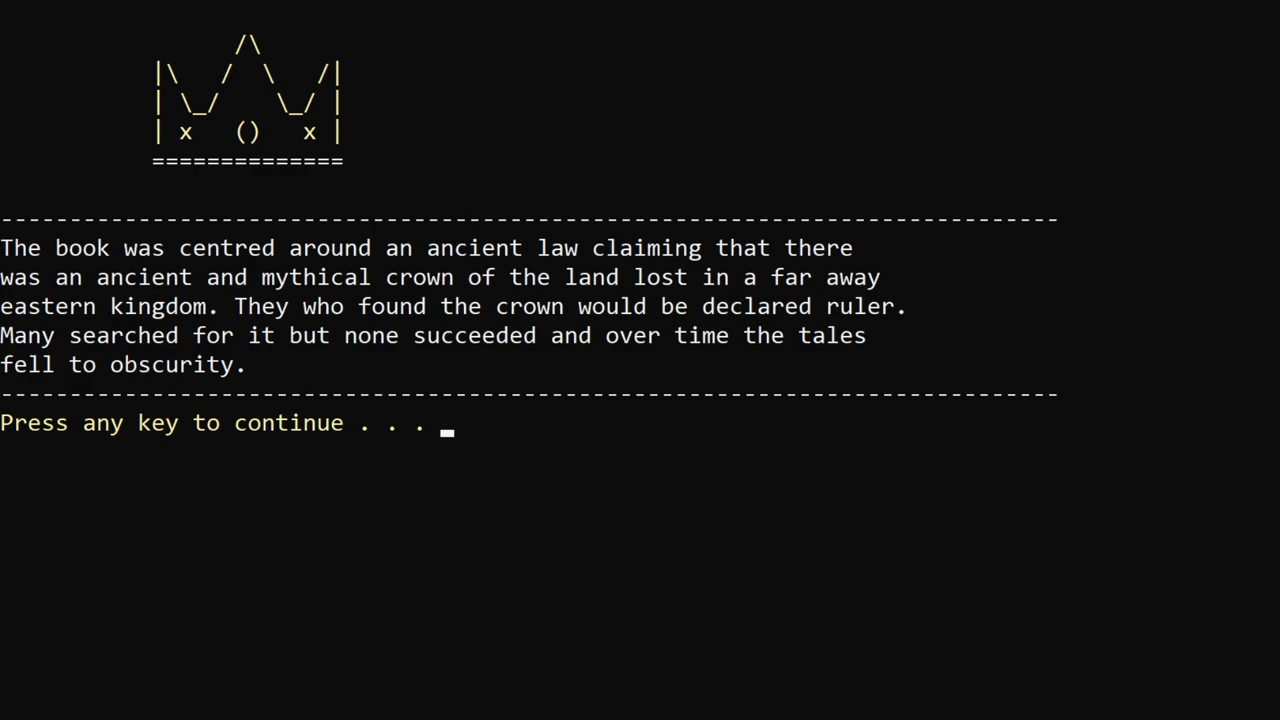 The book was centred around an ancient law claiming that there
was an ancient and mythical crown of the land lost in a far away
eastern kingdom. They who found the crown would be declared ruler.
Many searched for it but none succeeded and over time the tales
fell to obscurity.
Press any key to continue . . .